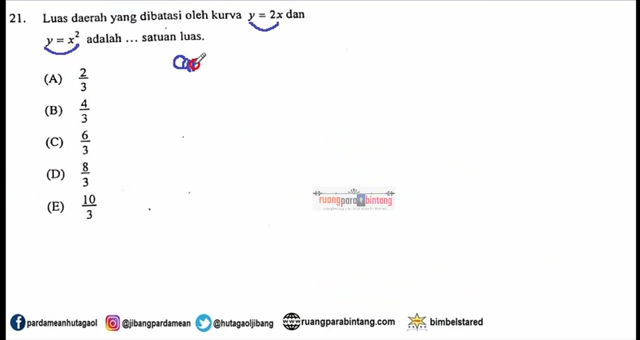 21. Luas daerah yang dibatasi oleh kurva y = 2x dan
y = x² adalah ... satuan luas.
(A) 2/3
(B) 4/3
(C) 6/3
(D) 8/3
(E) 10/3
ruangparabintang
pardameanhutagaol @jibangpardamean @hutagaoljibang www ruangparabintang.com bimbelstared